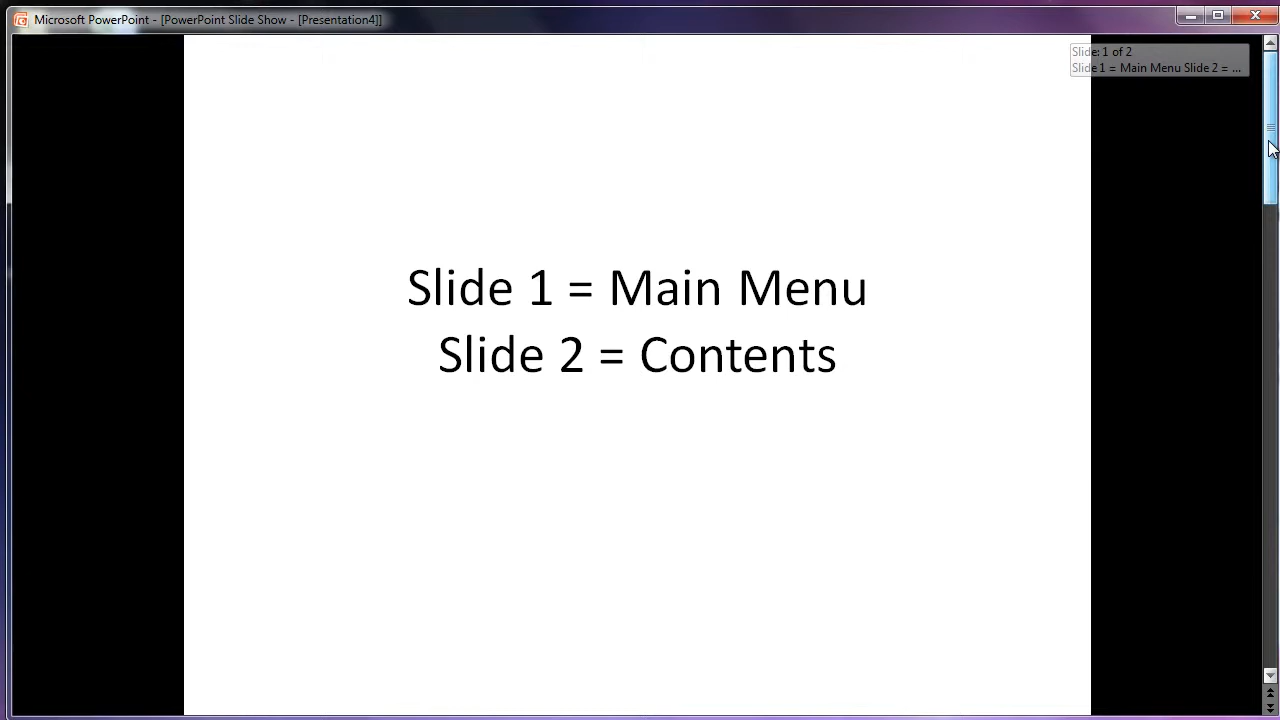 Microsoft PowerPoint - [PowerPoint Slide Show - [Presentation4]]
Slide: 1 of 2
Slide 1 = Main Menu Slide 2 = ...
Slide 1 = Main Menu
Slide 2 = Contents